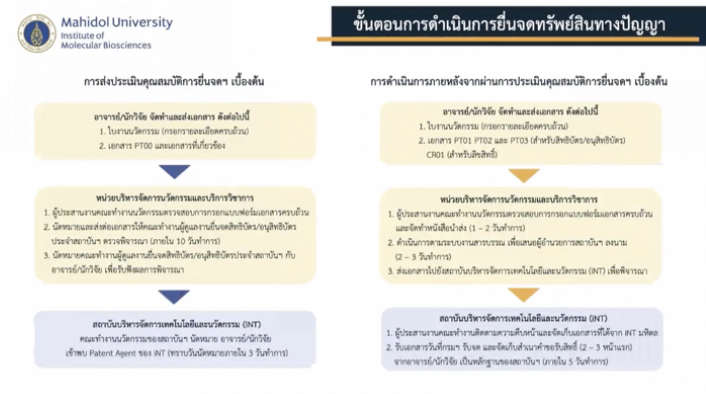 Mahidol University
Institute of
Molecular Biosciences
ขั้นตอนการดำเนินการยื่นจดทรัพย์สินทางปัญญา
การส่งประเมินคุณสมบัติการยื่นจดฯ เบื้องต้น
อาจารย์/นักวิจัย จัดทำและส่งเอกสาร ดังต่อไปนี้
1. ใบงานนวัตกรรม (กรอกรายละเอียดครบถ้วน)
2. เอกสาร PT00 และเอกสารที่เกี่ยวข้อง
หน่วยบริหารจัดการนวัตกรรมและบริการวิชาการ
1. ผู้ประสานงานคณะทำงานนวัตกรรมตรวจสอบการกรอกแบบฟอร์มเอกสารครบถ้วน
2. นัดหมายและส่งต่อเอกสารให้คณะทำงานผู้ดูแลงานยื่นจดสิทธิบัตร/อนุสิทธิบัตร
ประจำสถาบันฯ ตรวจพิจารณา (ภายใน 10 วันทำการ)
3. นัดหมายคณะทำงานผู้ดูแลงานยื่นจดสิทธิบัตร/อนุสิทธิบัตรประจำสถาบันฯ กับ
อาจารย์/นักวิจัย เพื่อรับฟังผลการพิจารณา
สถาบันบริหารจัดการเทคโนโลยีและนวัตกรรม (iNT)
คณะทำงานนวัตกรรมของสถาบันฯ นัดหมาย อาจารย์/นักวิจัย
เข้าพบ Patent Agent ของ iNT (ทราบวันนัดหมายภายใน 3 วันทำการ)
การดำเนินการภายหลังจากผ่านการประเมินคุณสมบัติการยื่นจดฯ เบื้องต้น
อาจารย์/นักวิจัย จัดทำและส่งเอกสาร ดังต่อไปนี้
1. ใบงานนวัตกรรม (กรอกรายละเอียดครบถ้วน)
2. เอกสาร PT01 PT02 และ PT03 (สำหรับสิทธิบัตร/อนุสิทธิบัตร)
CR01 (สำหรับลิขสิทธิ์)
หน่วยบริหารจัดการนวัตกรรมและบริการวิชาการ
1. ผู้ประสานงานคณะทำงานนวัตกรรมตรวจสอบการกรอกแบบฟอร์มเอกสารครบถ้วน
และจัดทำหนังสือนำส่ง (1 – 2 วันทำการ)
2. ดำเนินการตามระบบงานสารบรรณ เพื่อเสนอผู้อำนวยการสถาบันฯ ลงนาม
(2 – 3 วันทำการ)
3. ส่งเอกสารไปยังสถาบันบริหารจัดการเทคโนโลยีและนวัตกรรม (iNT) เพื่อพิจารณา
สถาบันบริหารจัดการเทคโนโลยีและนวัตกรรม (iNT)
1. ผู้ประสานงานคณะทำงานติดตามความคืบหน้าและจัดเก็บเอกสารที่ได้จาก iNT มหิดล
2. รับเอกสารวันที่กรมฯ รับจด และจัดเก็บสำเนาคำขอรับสิทธิ์ (2 – 3 หน้าแรก)
จากอาจารย์/นักวิจัย เป็นหลักฐานของสถาบันฯ (ภายใน 5 วันทำการ)